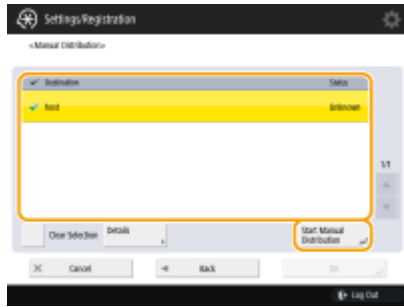 Settings/Registration
<Manual Distribution>
Destination Status
host Unknown
1/1
Clear Selection
Details
Start Manual
Distribution
Cancel
Back
OK
Log Out